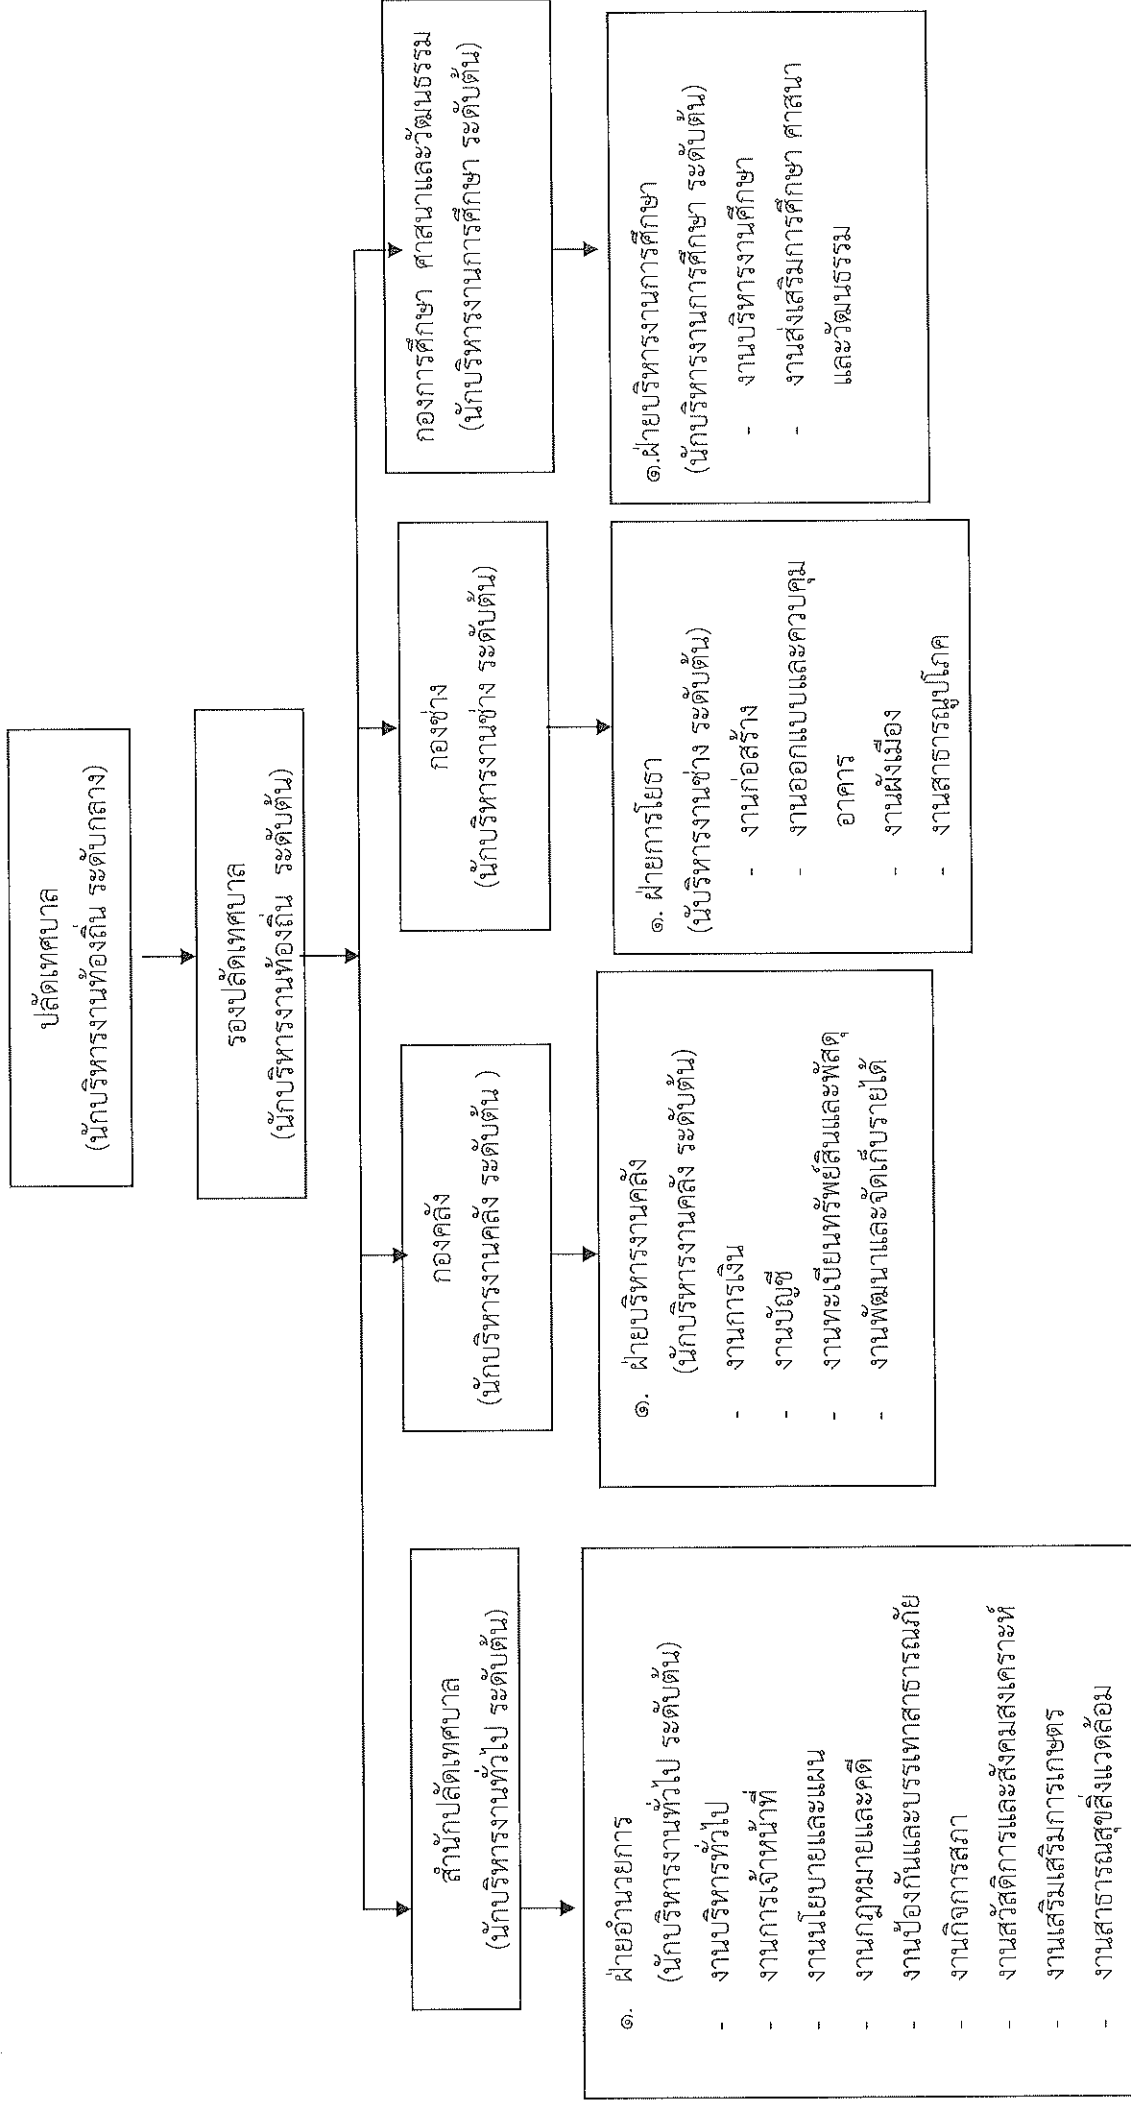 ปลัดเทศบาล
(นักบริหารงานท้องถิ่น ระดับกลาง)
รองปลัดเทศบาล
(นักบริหารงานท้องถิ่น ระดับต้น)
สำนักปลัดเทศบาล
(นักบริหารงานทั่วไป ระดับต้น)
กองคลัง
(นักบริหารงานคลัง ระดับต้น )
กองช่าง
(นักบริหารงานช่าง ระดับต้น)
กองการศึกษา ศาสนาและวัฒนธรรม
(นักบริหารงานการศึกษา ระดับต้น)
๑. ฝ่ายอำนวยการ
(นักบริหารงานทั่วไป ระดับต้น)
- งานบริหารทั่วไป
- งานการเจ้าหน้าที่
- งานนโยบายและแผน
- งานกฎหมายและคดี
- งานป้องกันและบรรเทาสาธารณภัย
- งานกิจการสภา
- งานสวัสดิการและสังคมสงเคราะห์
- งานเสริมเสริมการเกษตร
- งานสาธารณสุขสิ่งแวดล้อม
๑. ฝ่ายบริหารงานคลัง
(นักบริหารงานคลัง ระดับต้น)
- งานการเงิน
- งานบัญชี
- งานทะเบียนทรัพย์สินและพัสดุ
- งานพัฒนาและจัดเก็บรายได้
๑. ฝ่ายการโยธา
(นับริหารงานช่าง ระดับต้น)
- งานก่อสร้าง
- งานออกแบบและควบคุม
อาคาร
- งานผังเมือง
- งานสาธารณูปโภค
๑.ฝ่ายบริหารงานการศึกษา
(นักบริหารงานการศึกษา ระดับต้น)
- งานบริหารงานศึกษา
- งานส่งเสริมการศึกษา ศาสนา
และวัฒนธรรม